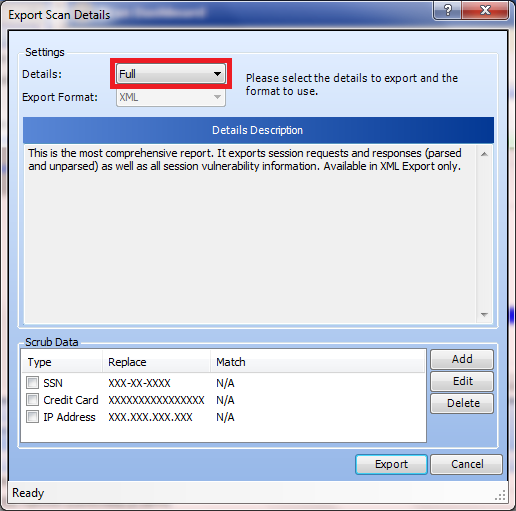 Export Scan Details
?
Settings
Details: Full
Please select the details to export and the
format to use.
Export Format: XML
Details Description
This is the most comprehensive report. It exports session requests and responses (parsed
and unparsed) as well as all session vulnerability information. Available in XML Export only.
Scrub Data
Type Replace Match
SSN XXX-XX-XXXX N/A
Credit Card XXXXXXXXXXXXXXXX N/A
IP Address XXX.XXX.XXX.XXX N/A
Add
Edit
Delete
Export Cancel
Ready